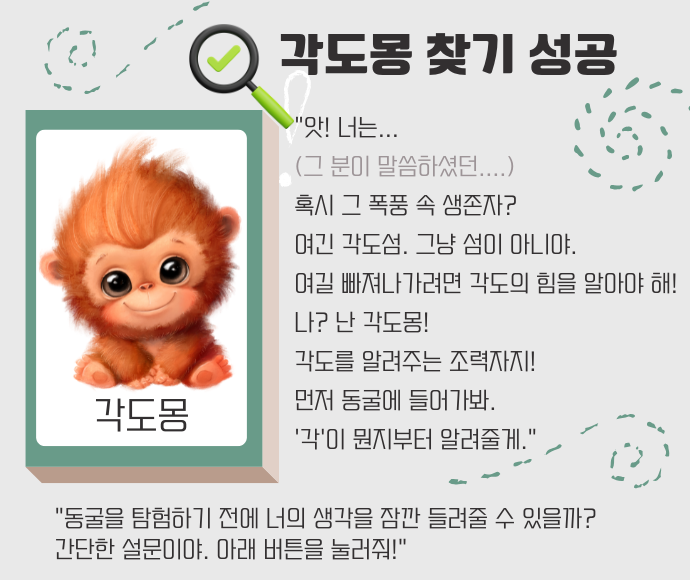 각도몽 찾기 성공
"앗! 너는...
(그 분이 말씀하셨던....)
혹시 그 폭풍 속 생존자?
여긴 각도섬. 그냥 섬이 아니야.
여길 빠져나가려면 각도의 힘을 알아야 해!
나? 난 각도몽!
각도를 알려주는 조력자지!
먼저 동굴에 들어가봐.
'각'이 뭔지부터 알려줄게."
각도몽
"동굴을 탐험하기 전에 너의 생각을 잠깐 들려줄 수 있을까?
간단한 설문이야. 아래 버튼을 눌러줘!"